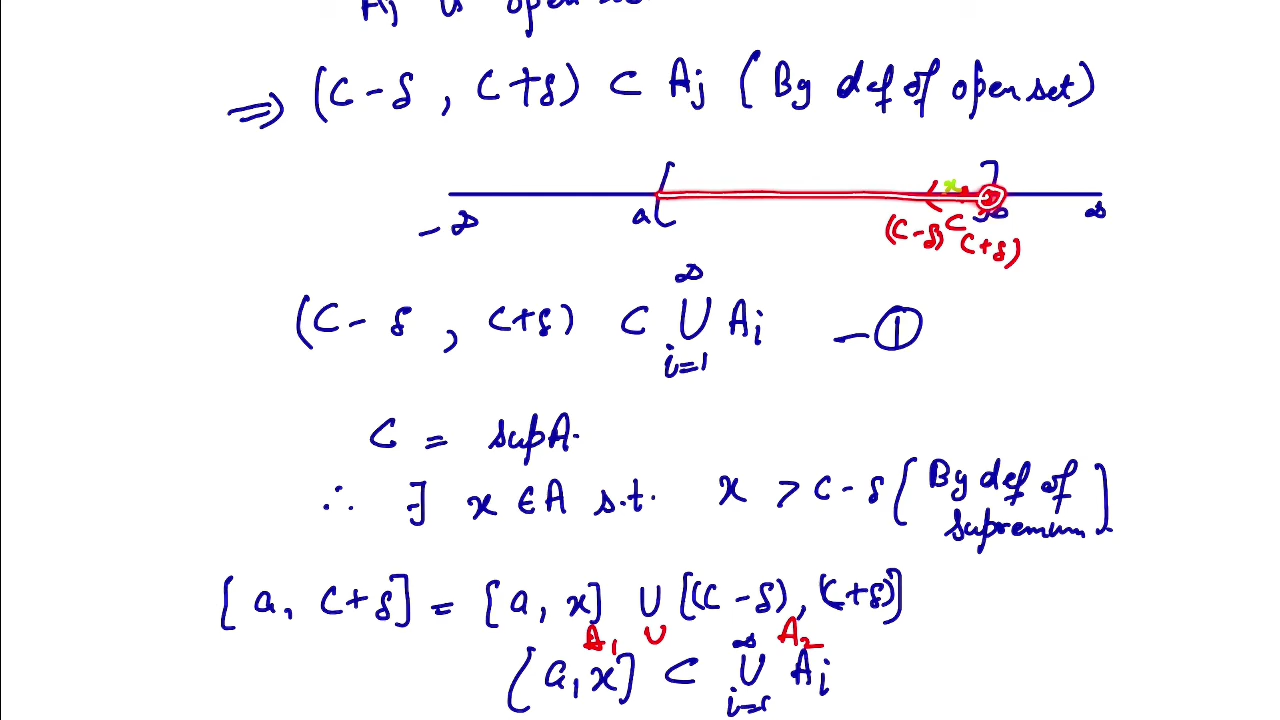 Aj is open set
⟹ (C-δ, C+δ) ⊂ Aj (By def of open set)
-∞ a [ ( x ] b ∞
(C-δ) C (C+δ)
∞
(C-δ, C+δ) ⊂ ∪ Ai -①
i=1
C = sup A.
∴ ∃ x ∈ A s.t. x > C-δ [By def of
supremum]
[a, C+δ] = [a, x] ∪ [(C-δ), (C+δ)]
A1 ∪ A2
∞
[a, x] ⊂ ∪ Ai
i=1